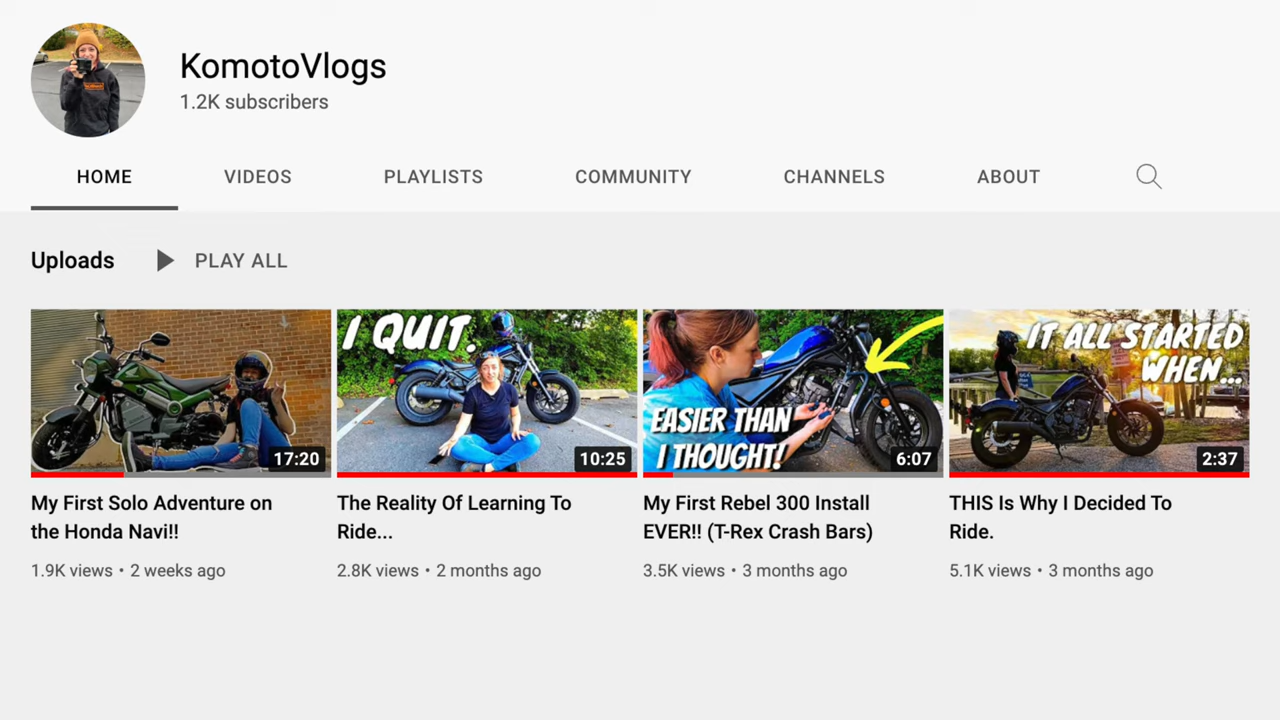 KomotoVlogs
1.2K subscribers
HOME VIDEOS PLAYLISTS COMMUNITY CHANNELS ABOUT
Uploads PLAY ALL
17:20
I QUIT.
10:25
EASIER THAN
I THOUGHT!
6:07
IT ALL STARTED
WHEN...
2:37
My First Solo Adventure on
the Honda Navi!!
1.9K views • 2 weeks ago
The Reality Of Learning To
Ride...
2.8K views • 2 months ago
My First Rebel 300 Install
EVER!! (T-Rex Crash Bars)
3.5K views • 3 months ago
THIS Is Why I Decided To
Ride.
5.1K views • 3 months ago